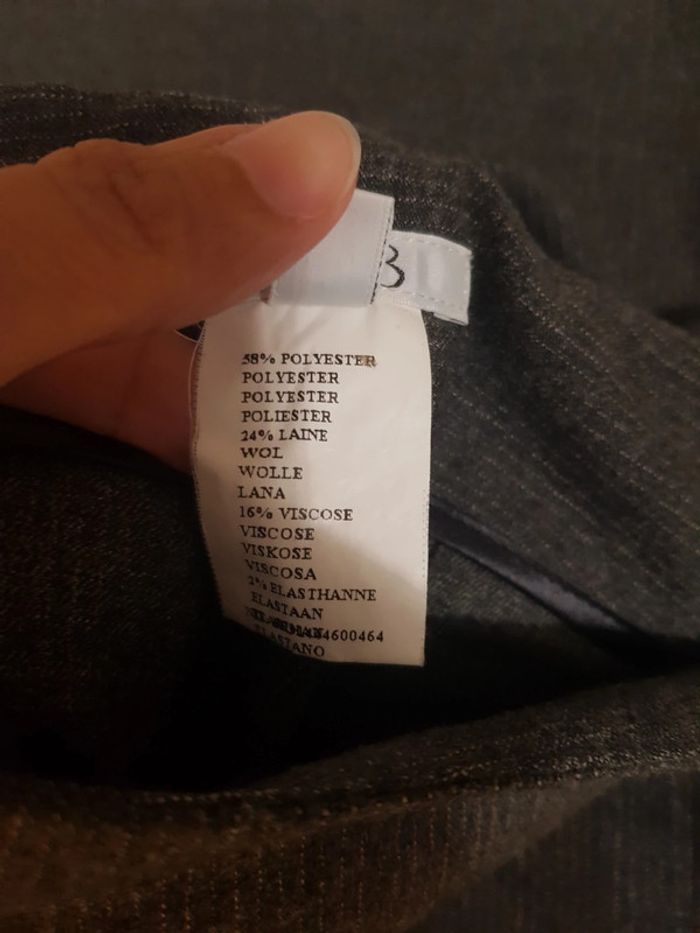 3
58% POLYESTER
POLYESTER
POLYESTER
POLIESTER
24% LAINE
WOL
WOLLE
LANA
16% VISCOSE
VISCOSE
VISKOSE
VISCOSA
2% ELASTHANNE
ELASTAAN
ELASTANO